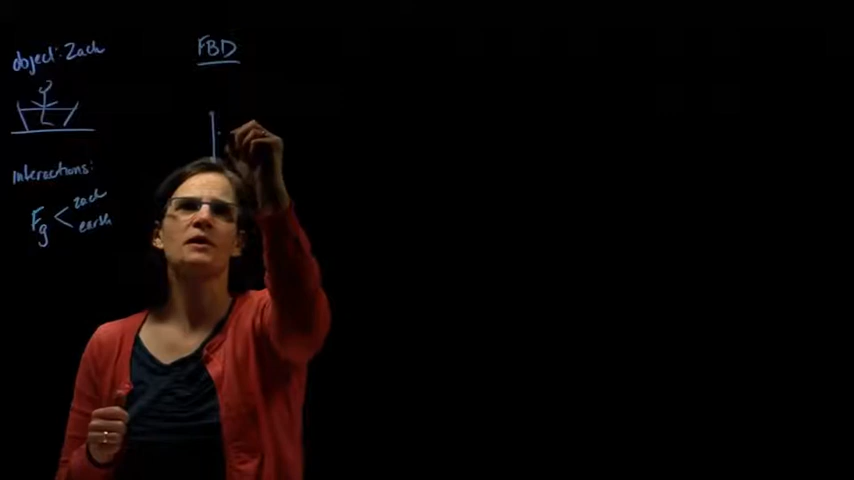 object: Zach
FBD
Interactions:
Fg < Zach
earth